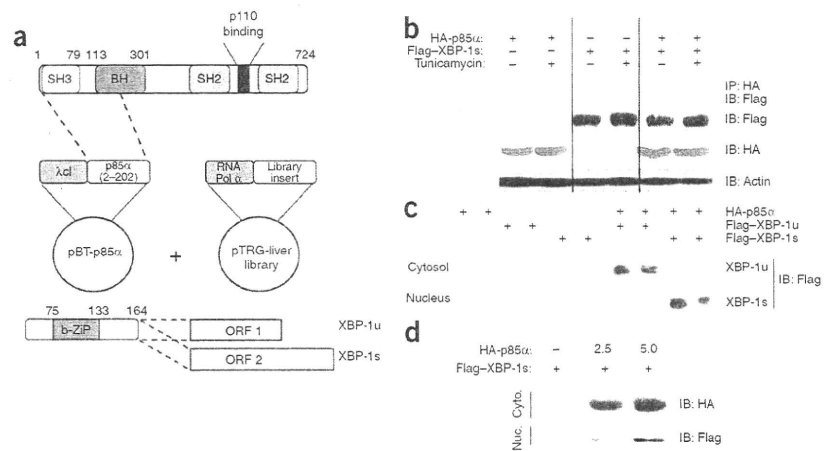 a
p110
binding
1 79 113 301 724
SH3 BH SH2 SH2
λcI p85α
(2–202)
RNA
Pol α
Library
insert
pBT-p85α
+
pTRG-liver
library
75 133 164
b-ZiP
ORF 1 XBP-1u
ORF 2 XBP-1s
b
HA-p85α: + + – – + +
Flag–XBP-1s: – – + + + +
Tunicamycin: – + – + – +
IP: HA
IB: Flag
IB: Flag
IB: HA
IB: Actin
c
+ + + + + + HA-p85α
+ + + + Flag–XBP-1u
+ + + + Flag–XBP-1s
Cytosol XBP-1u
IB: Flag
Nucleus XBP-1s
d
HA-p85α: – 2.5 5.0
Flag–XBP-1s: + + +
Cyto. IB: HA
Nuc. IB: Flag